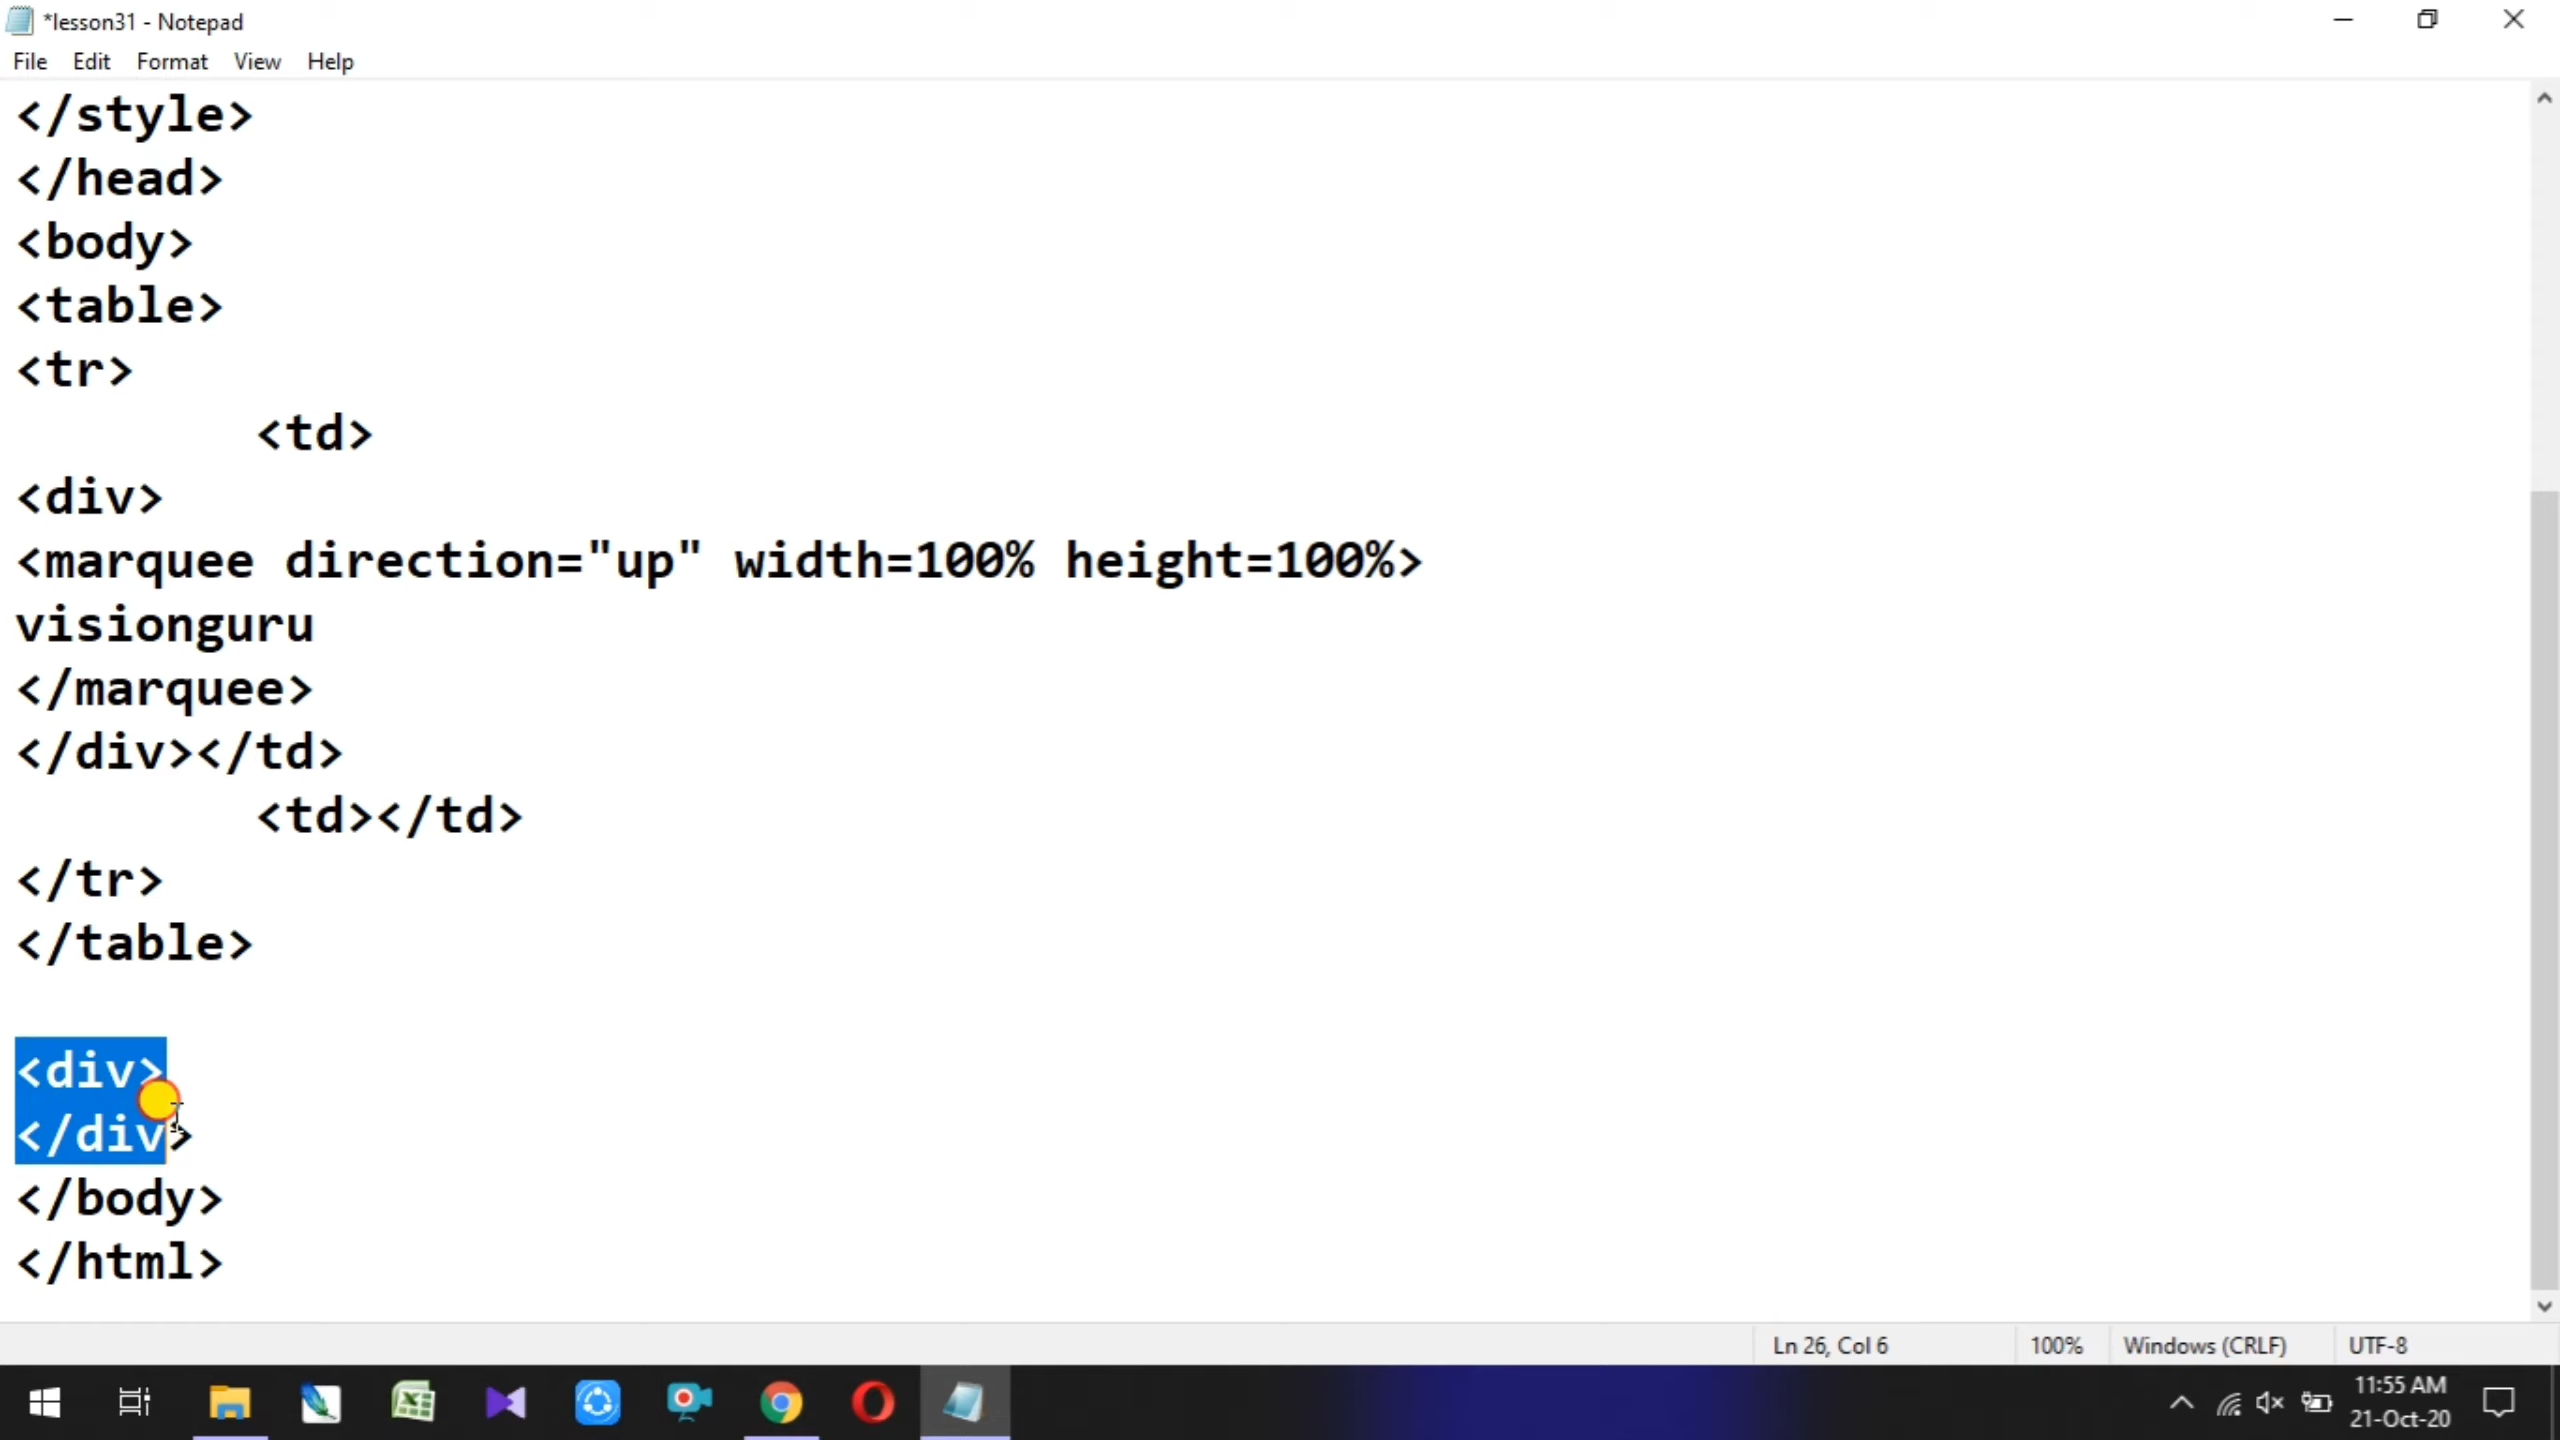 *lesson31 - Notepad
File Edit Format View Help
</style>
</head>
<body>
<table>
<tr>
<td>
<div>
<marquee direction="up" width=100% height=100%>
visionguru
</marquee>
</div></td>
<td></td>
</tr>
</table>
<div>
</div>
</body>
</html>
Ln 26, Col 6 100% Windows (CRLF) UTF-8
11:55 AM
21-Oct-20